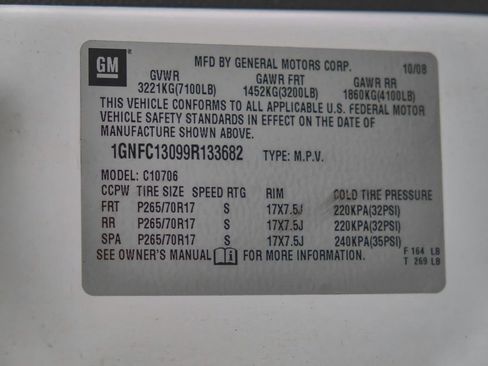 GM
MFD BY GENERAL MOTORS CORP. 10/08
GVWR GAWR FRT GAWR RR
3221KG(7100LB) 1452KG(3200LB) 1860KG(4100LB)
THIS VEHICLE CONFORMS TO ALL APPLICABLE U.S. FEDERAL MOTOR
VEHICLE SAFETY STANDARDS IN EFFECT ON THE DATE OF
MANUFACTURE SHOWN ABOVE.
1GNFC13099R133682 TYPE: M.P.V.
MODEL: C10706
CCPW TIRE SIZE SPEED RTG RIM COLD TIRE PRESSURE
FRT P265/70R17 S 17X7.5J 220KPA(32PSI)
RR P265/70R17 S 17X7.5J 220KPA(32PSI)
SPA P265/70R17 S 17X7.5J 240KPA(35PSI)
SEE OWNER'S MANUAL i FOR MORE INFORMATION.
F 164 LB
T 269 LB